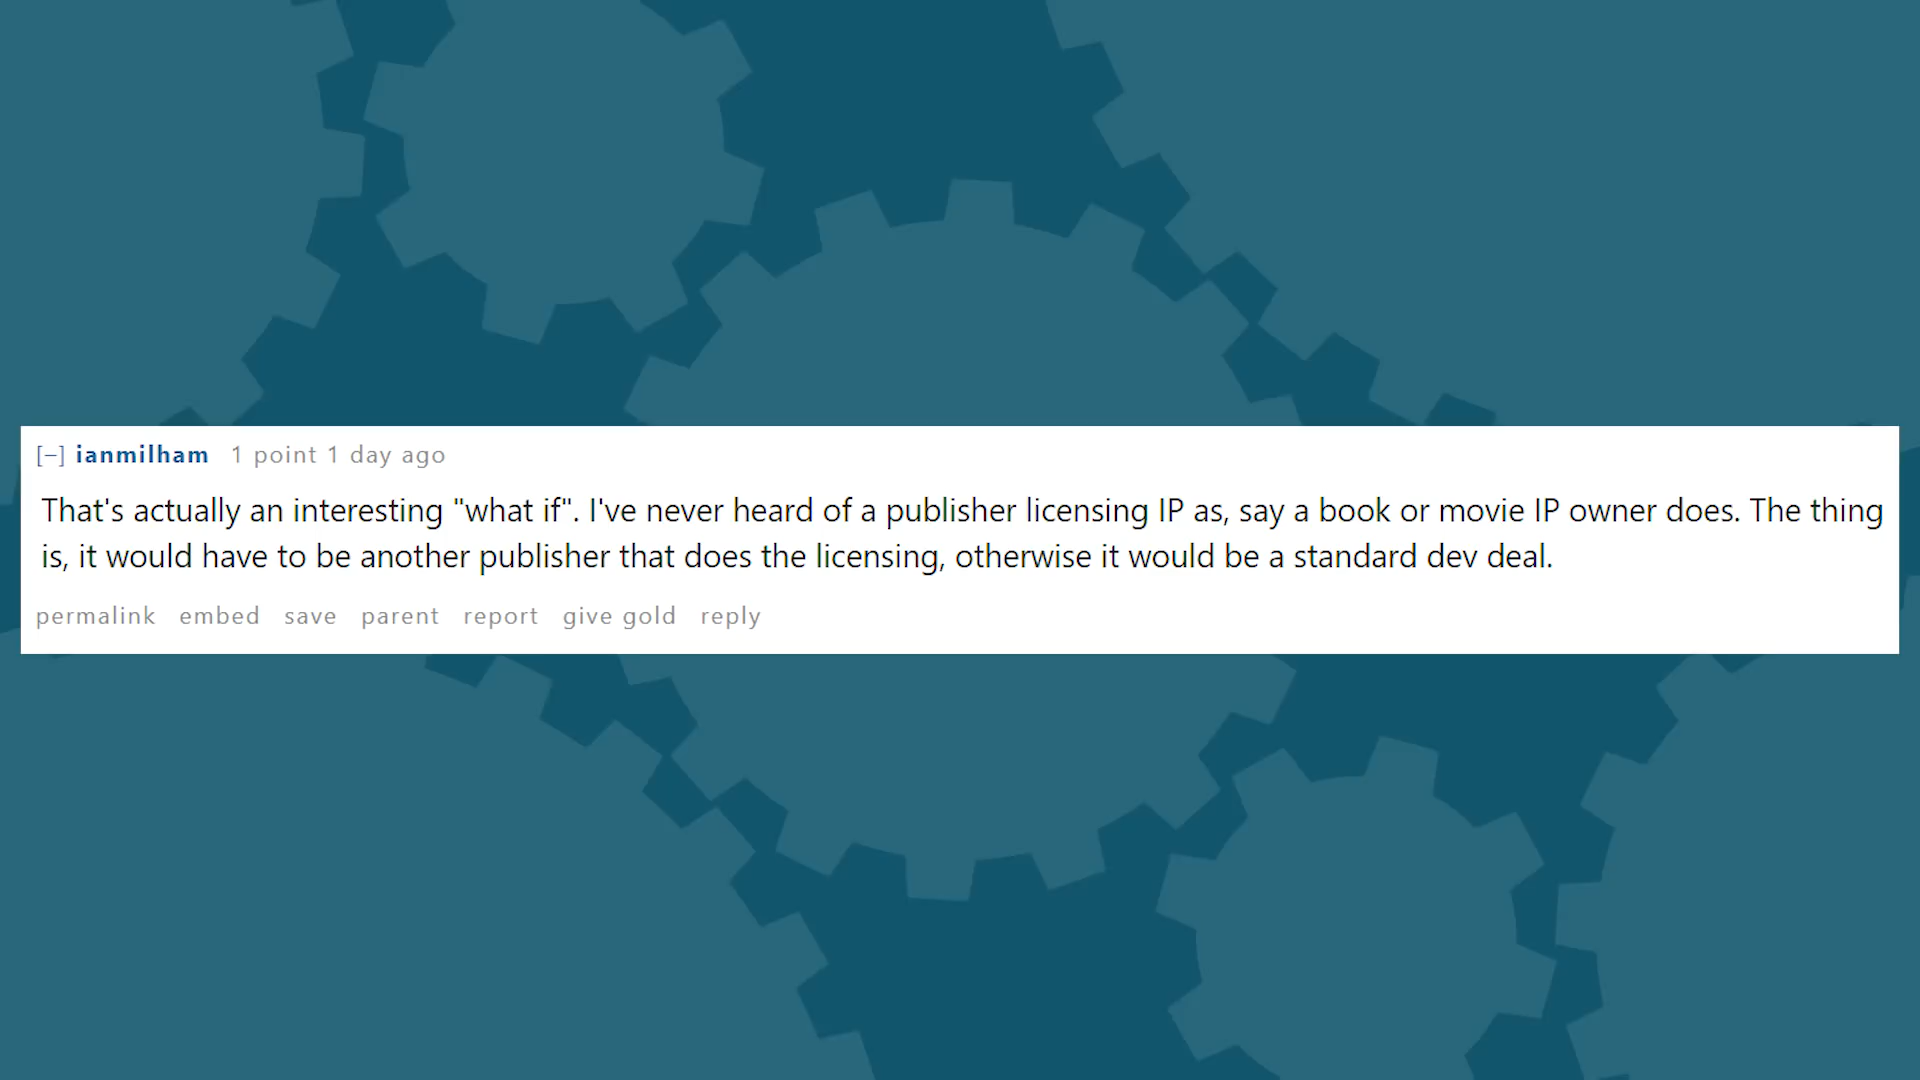 [–] ianmilham 1 point 1 day ago
That's actually an interesting "what if". I've never heard of a publisher licensing IP as, say a book or movie IP owner does. The thing
is, it would have to be another publisher that does the licensing, otherwise it would be a standard dev deal.
permalink embed save parent report give gold reply